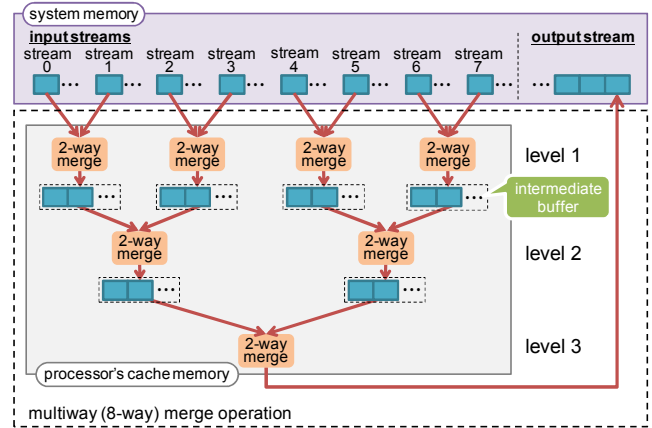 system memory
input streams
output stream
stream 0
stream 1
stream 2
stream 3
stream 4
stream 5
stream 6
stream 7
... ... ... ... ... ... ... ... ...
2-way merge
2-way merge
2-way merge
2-way merge
level 1
... ... ... ...
intermediate buffer
2-way merge
2-way merge
level 2
... ...
2-way merge
level 3
processor's cache memory
multiway (8-way) merge operation